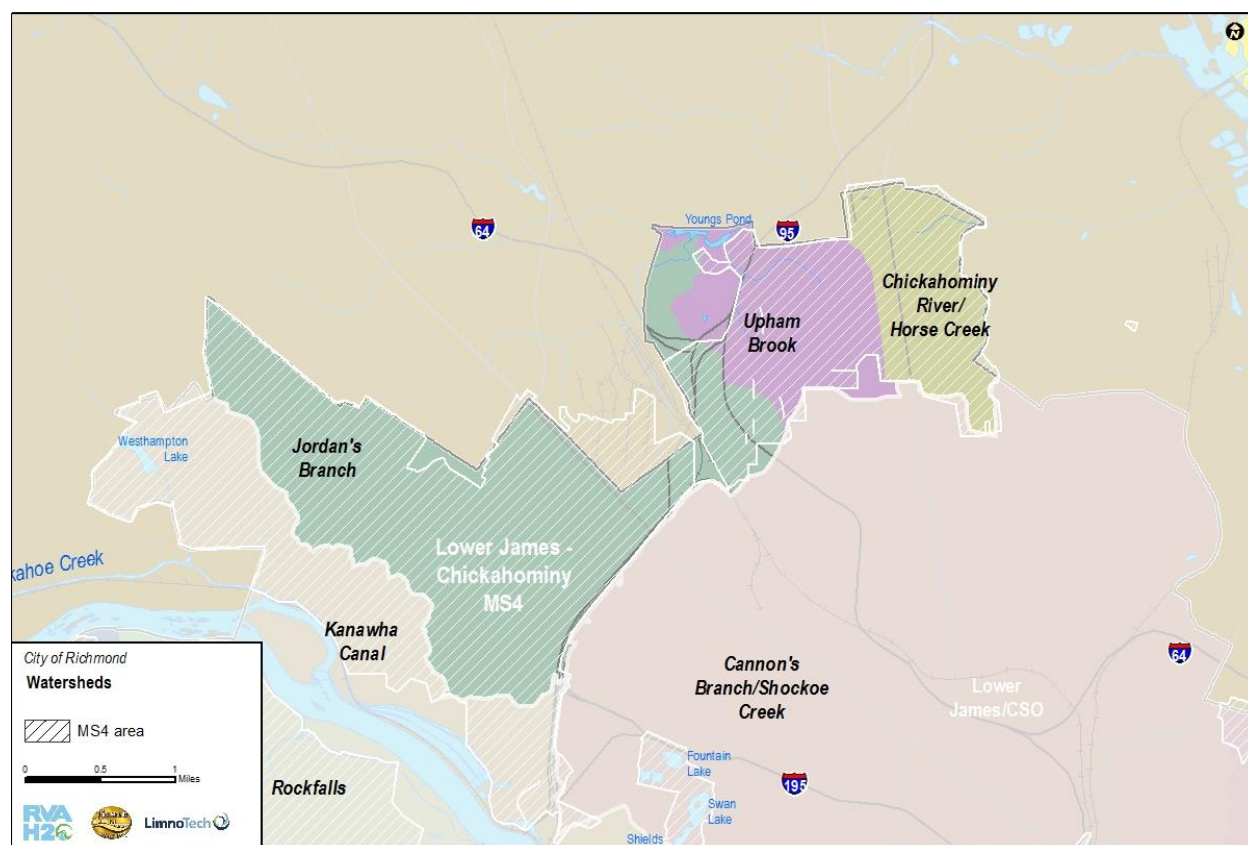 N
Youngs Pond
64
95
Chickahominy
River/
Horse Creek
Upham
Brook
Westhampton
Lake
Jordan's
Branch
Lower James -
Chickahominy
MS4
kahoe Creek
Kanawha
Canal
Cannon's
Branch/Shockoe
Creek
64
Lower
James/CSO
Fountain
Lake
195
Swan
Lake
Shields
Rockfalls
City of Richmond
Watersheds
MS4 area
0 0.5 1
Miles
RVA
H2O
LimnoTech